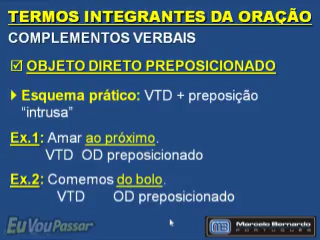 TERMOS INTEGRANTES DA ORAÇÃO
COMPLEMENTOS VERBAIS
☑ OBJETO DIRETO PREPOSICIONADO
Esquema prático: VTD + preposição
“intrusa”
Ex.1: Amar ao próximo.
VTD OD preposicionado
Ex.2: Comemos do bolo.
VTD OD preposicionado
EuVouPassar
Marcelo Bernardo
PORTUGUÊS